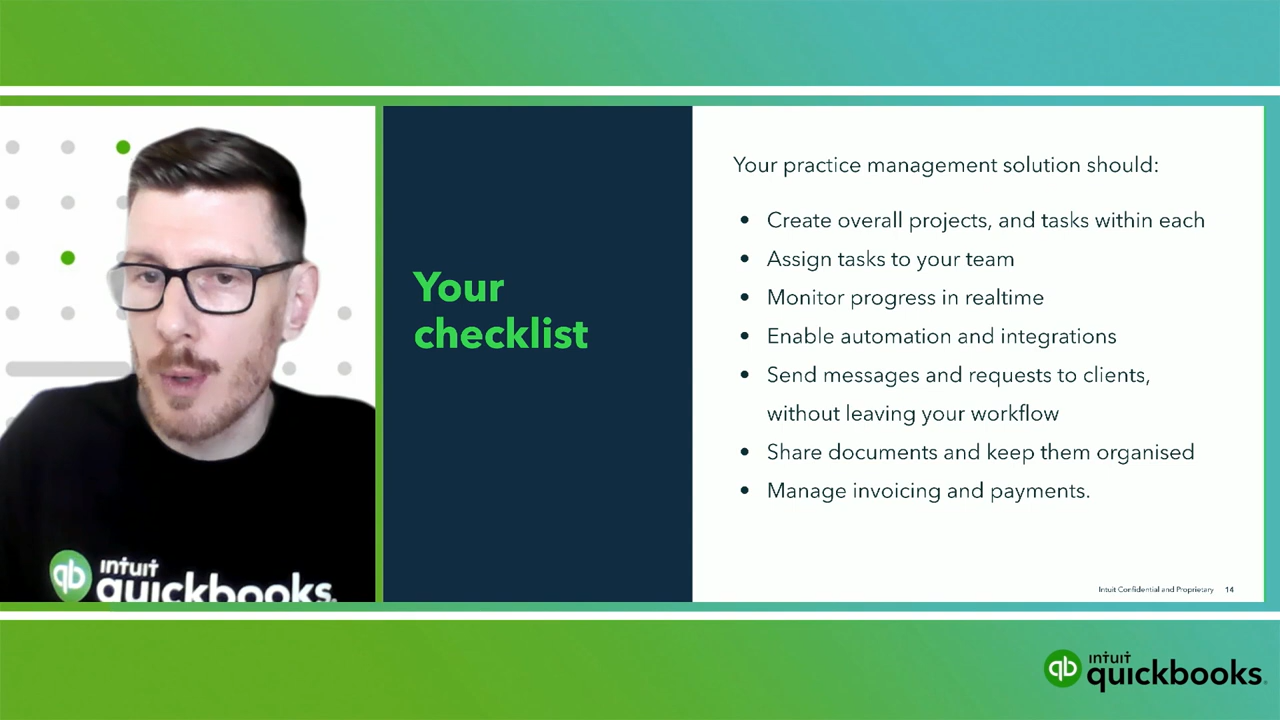 Your
checklist
Your practice management solution should:
• Create overall projects, and tasks within each
• Assign tasks to your team
• Monitor progress in realtime
• Enable automation and integrations
• Send messages and requests to clients,
without leaving your workflow
• Share documents and keep them organised
• Manage invoicing and payments.
Intuit Confidential and Proprietary 14
qb
intuit
quickbooks.
qb
intuit
quickbooks.